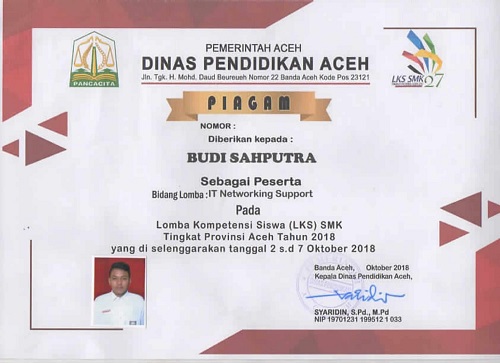 PEMERINTAH ACEH
DINAS PENDIDIKAN ACEH
Jln. Tgk. H. Mohd. Daud Beureueh Nomor 22 Banda Aceh Kode Pos 23121
PANCACITA
LKS SMK 27
PIAGAM
NOMOR :
Diberikan kepada :
BUDI SAHPUTRA
Sebagai Peserta
Bidang Lomba : IT Networking Support
Pada
Lomba Kompetensi Siswa (LKS) SMK
Tingkat Provinsi Aceh Tahun 2018
yang di selenggarakan tanggal 2 s.d 7 Oktober 2018
Banda Aceh, Oktober 2018
Kepala Dinas Pendidikan Aceh,
SYARIDIN, S.Pd., M.Pd
NIP 19701231 199512 1 033